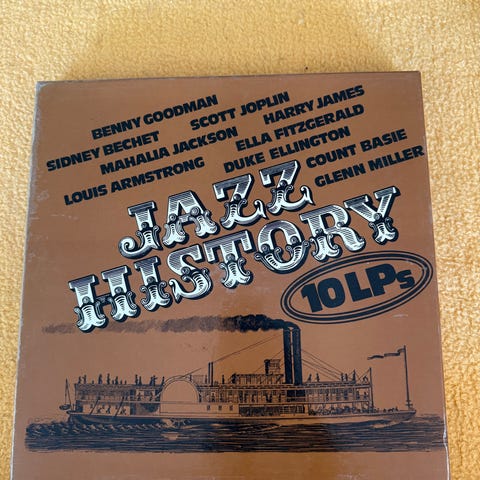 BENNY GOODMAN
SCOTT JOPLIN
HARRY JAMES
SIDNEY BECHET
MAHALIA JACKSON
ELLA FITZGERALD
LOUIS ARMSTRONG
DUKE ELLINGTON
COUNT BASIE
GLENN MILLER
JAZZ
HISTORY
10 LPs